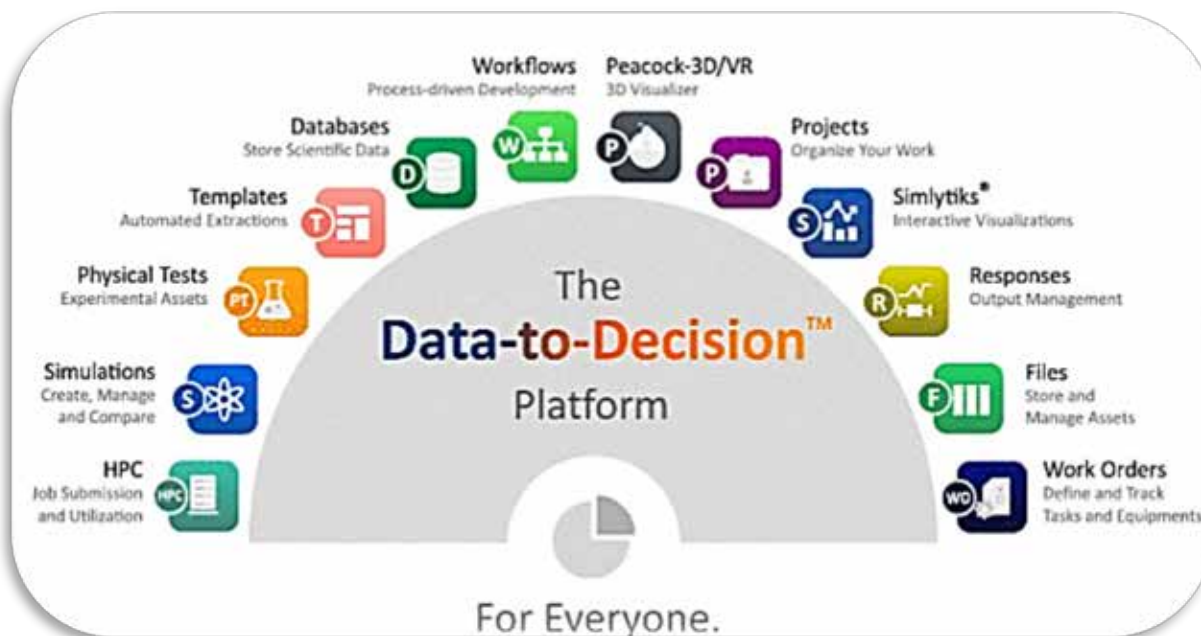 Workflows
Process-driven Development
W
Peacock-3D/VR
3D Visualizer
P
Databases
Store Scientific Data
D
Projects
Organize Your Work
P
Templates
Automated Extractions
T
Simlytiks®
Interactive Visualizations
S
Physical Tests
Experimental Assets
PT
Responses
Output Management
R
Simulations
Create, Manage
and Compare
S
Files
Store and
Manage Assets
F
HPC
Job Submission
and Utilization
HPC
Work Orders
Define and Track
Tasks and Equipments
WO
The
Data-to-Decision™
Platform
For Everyone.